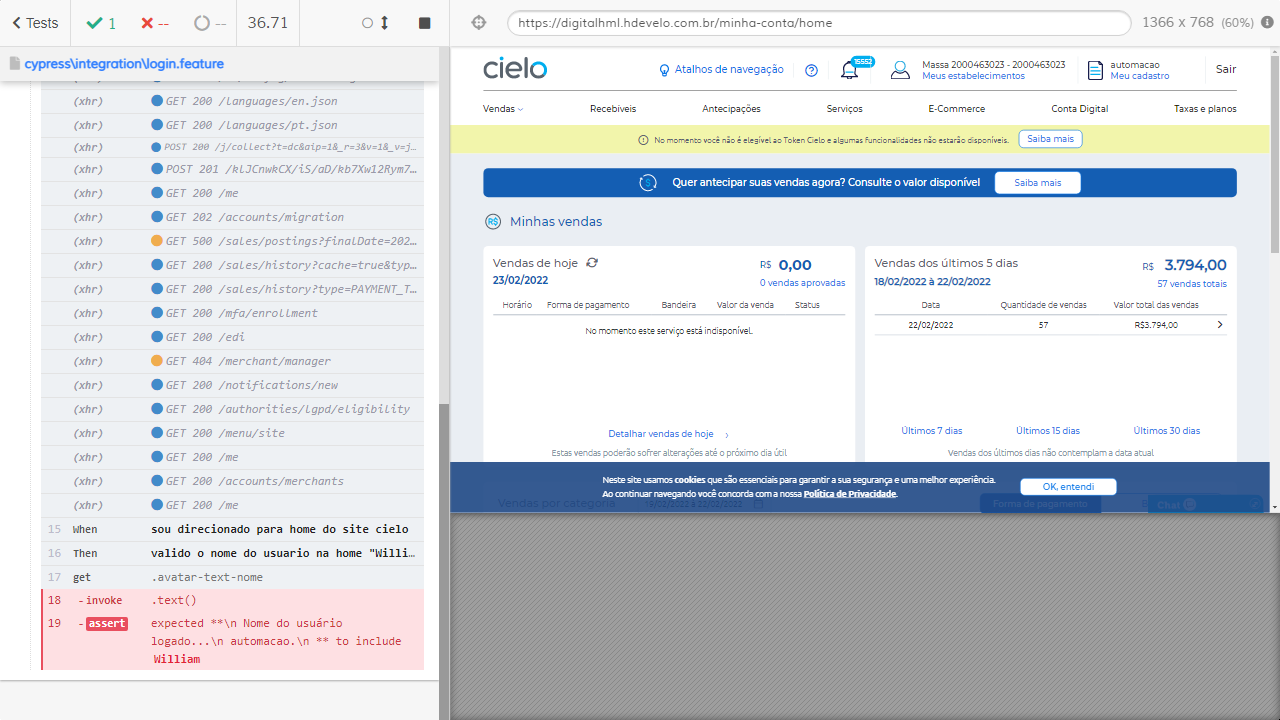 Tests
1
--
--
36.71
https://digitalhml.hdevelo.com.br/minha-conta/home
1366 x 768 (60%)
cypress\integration\login.feature
(xhr) GET 200 /languages/en.json
(xhr) GET 200 /languages/pt.json
(xhr) POST 200 /j/collect?t=dc&aip=1&_r=3&v=1&_v=j…
(xhr) POST 201 /klJCnwkCX/iS/aD/kb7Xw12Rym7…
(xhr) GET 200 /me
(xhr) GET 202 /accounts/migration
(xhr) GET 500 /sales/postings?finalDate=202…
(xhr) GET 200 /sales/history?cache=true&typ…
(xhr) GET 200 /sales/history?type=PAYMENT_T…
(xhr) GET 200 /mfa/enrollment
(xhr) GET 200 /edi
(xhr) GET 404 /merchant/manager
(xhr) GET 200 /notifications/new
(xhr) GET 200 /authorities/lgpd/eligibility
(xhr) GET 200 /menu/site
(xhr) GET 200 /me
(xhr) GET 200 /accounts/merchants
(xhr) GET 200 /me
15 When sou direcionado para home do site cielo
16 Then valido o nome do usuario na home "Willi…
17 get .avatar-text-nome
18 -invoke .text()
19 -assert expected **\n Nome do usuário
logado...\n automacao.\n ** to include
William
cielo
Atalhos de navegação
15552
Massa 2000463023 - 2000463023
Meus estabelecimentos
automacao
Meu cadastro
Sair
Vendas Recebíveis Antecipações Serviços E-Commerce Conta Digital Taxas e planos
No momento você não é elegível ao Token Cielo e algumas funcionalidades não estarão disponíveis. Saiba mais
Quer antecipar suas vendas agora? Consulte o valor disponível Saiba mais
R$ Minhas vendas
Vendas de hoje
23/02/2022
R$ 0,00
0 vendas aprovadas
Horário Forma de pagamento Bandeira Valor da venda Status
No momento este serviço está indisponível.
Detalhar vendas de hoje
Estas vendas poderão sofrer alterações até o próximo dia útil
Vendas dos últimos 5 dias
18/02/2022 à 22/02/2022
R$ 3.794,00
57 vendas totais
Data Quantidade de vendas Valor total das vendas
22/02/2022 57 R$3.794,00
Últimos 7 dias Últimos 15 dias Últimos 30 dias
Vendas dos últimos dias não contemplam a data atual
Neste site usamos cookies que são essenciais para garantir a sua segurança e uma melhor experiência.
Ao continuar navegando você concorda com a nossa Política de Privacidade.
OK, entendi
Vendas por categoria
Forma de pagamento
Chat